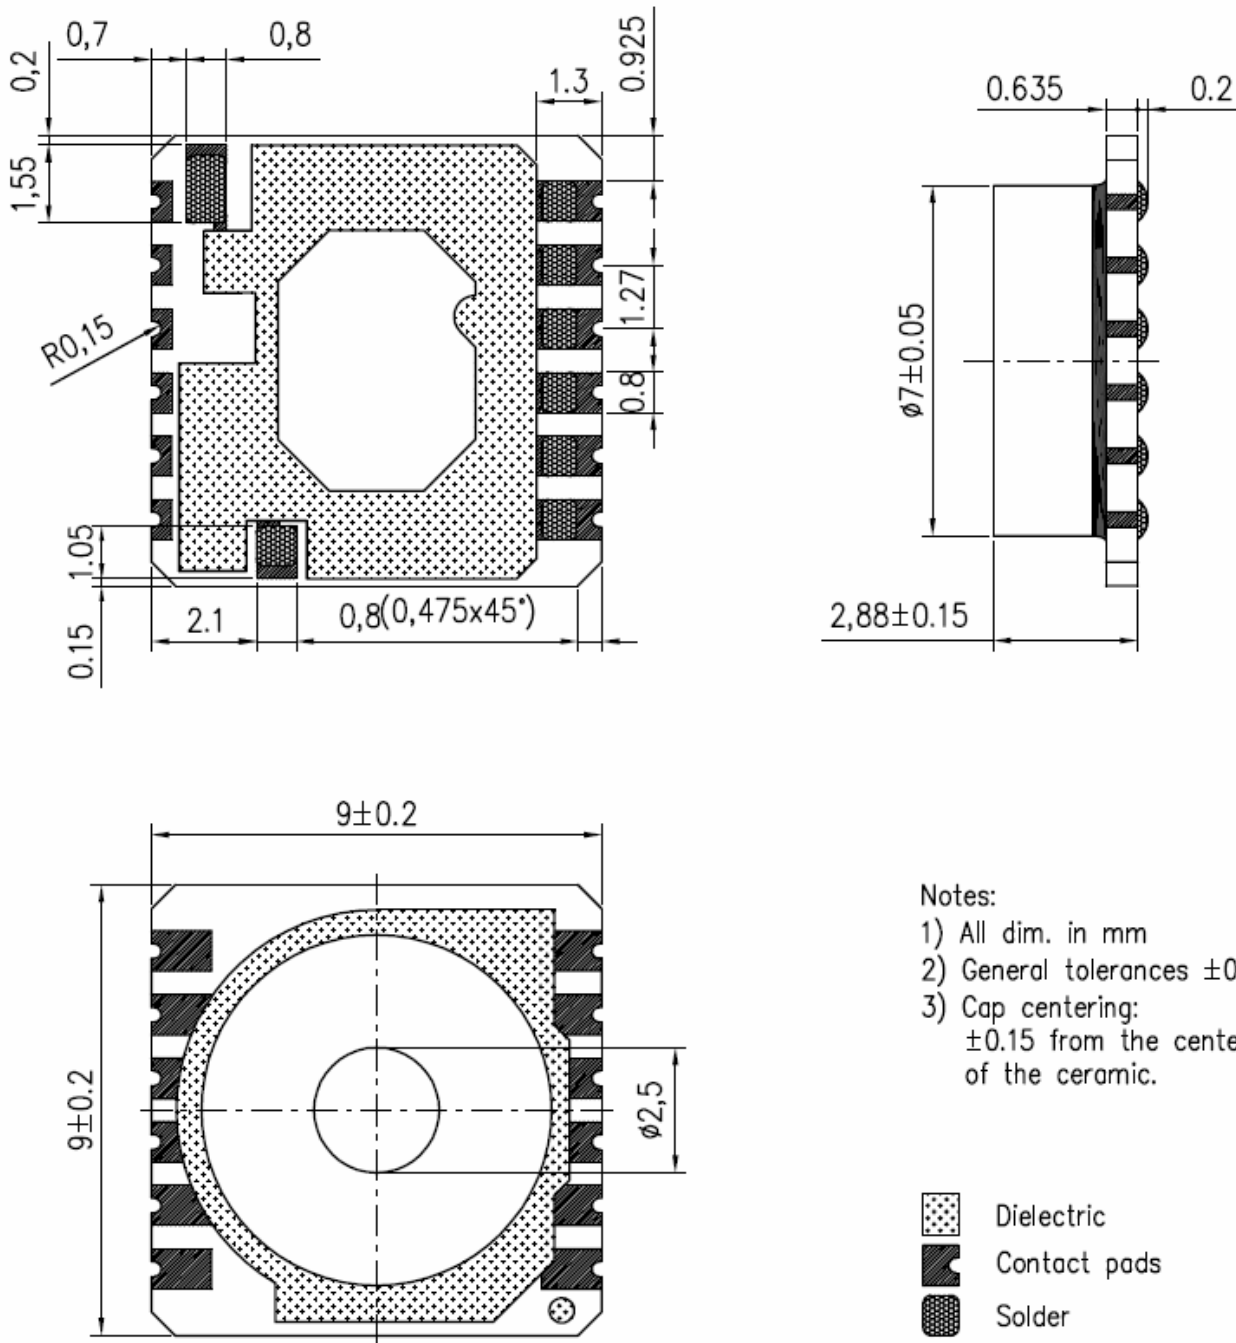 0,7
0,8
0,2
0.925
1.3
1,55
R0,15
1.27
0.8
1.05
0.15
2.1
0,8(0,475x45°)
0.635
0.2
ø7±0.05
2,88±0.15
9±0.2
9±0.2
ø2,5
Notes:
1) All dim. in mm
2) General tolerances ±0
3) Cap centering:
±0.15 from the cente
of the ceramic.
Dielectric
Contact pads
Solder